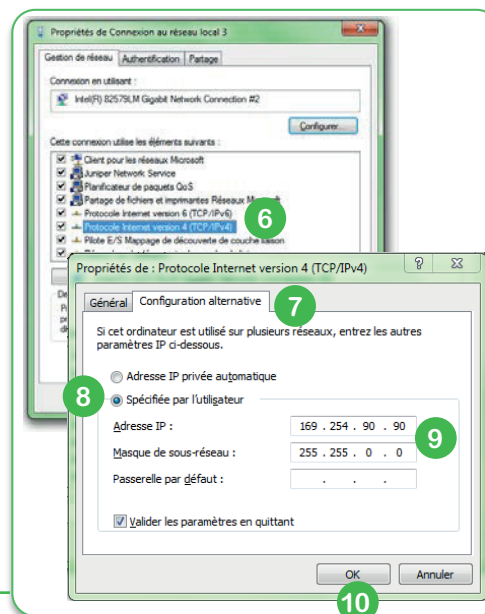 Propriétés de Connexion au réseau local 3
Gestion de réseau Authentification Partage
Connexion en utilisant :
Intel(R) 82579LM Gigabit Network Connection #2
Configurer...
Cette connexion utilise les éléments suivants :
Client pour les réseaux Microsoft
Juniper Network Service
Planificateur de paquets QoS
Partage de fichiers et imprimantes Réseaux
Protocole Internet version 6 (TCP/IPv6)
6
Protocole Internet version 4 (TCP/IPv4)
Pilote E/S Mappage de découverte de couche liaison
Propriétés de : Protocole Internet version 4 (TCP/IPv4)
Général Configuration alternative
7
Si cet ordinateur est utilisé sur plusieurs réseaux, entrez les autres
paramètres IP ci-dessous.
Adresse IP privée automatique
8
Spécifiée par l'utilisateur
Adresse IP : 169 . 254 . 90 . 90
9
Masque de sous-réseau : 255 . 255 . 0 . 0
Passerelle par défaut : . . .
Valider les paramètres en quittant
OK Annuler
10